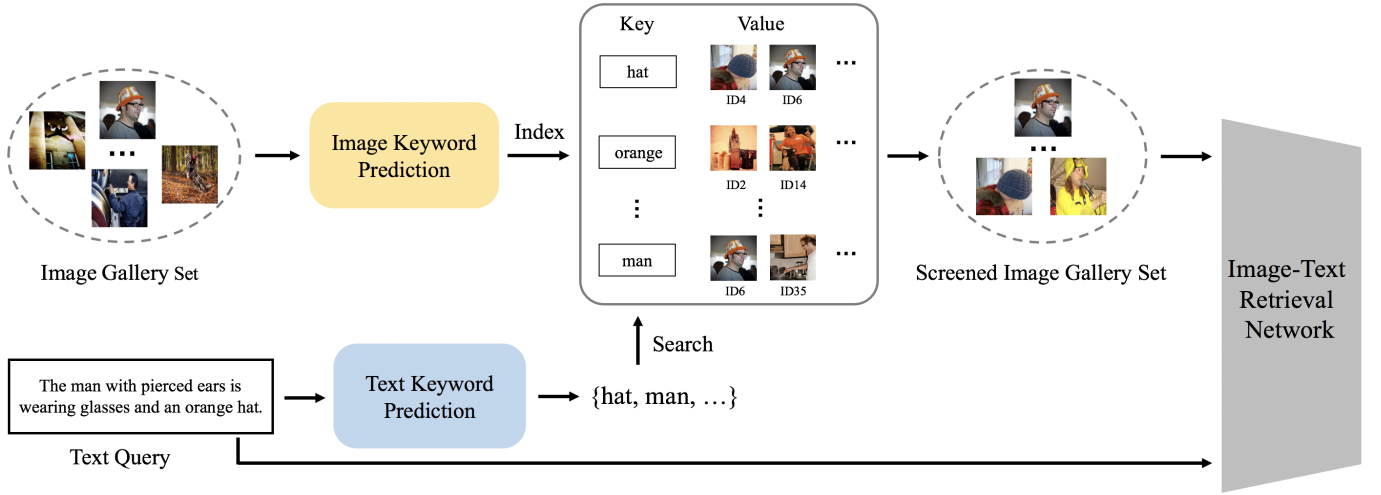 Key Value
hat
ID4 ID6
Image Keyword
Prediction
Index
orange
ID2 ID14
man
ID6 ID35
Image Gallery Set
Screened Image Gallery Set
Image-Text
Retrieval
Network
Search
The man with pierced ears is
wearing glasses and an orange hat.
Text Query
Text Keyword
Prediction
{hat, man, …}